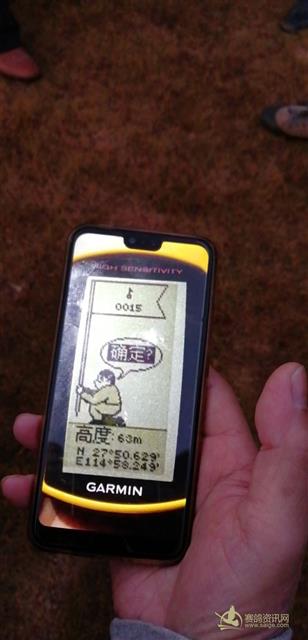 HIGH SENSITIVITY
0015
确定?
高度:63m
N 27°50.629'
E114°58.249'
GARMIN
赛鸽资讯网
www.saige.com